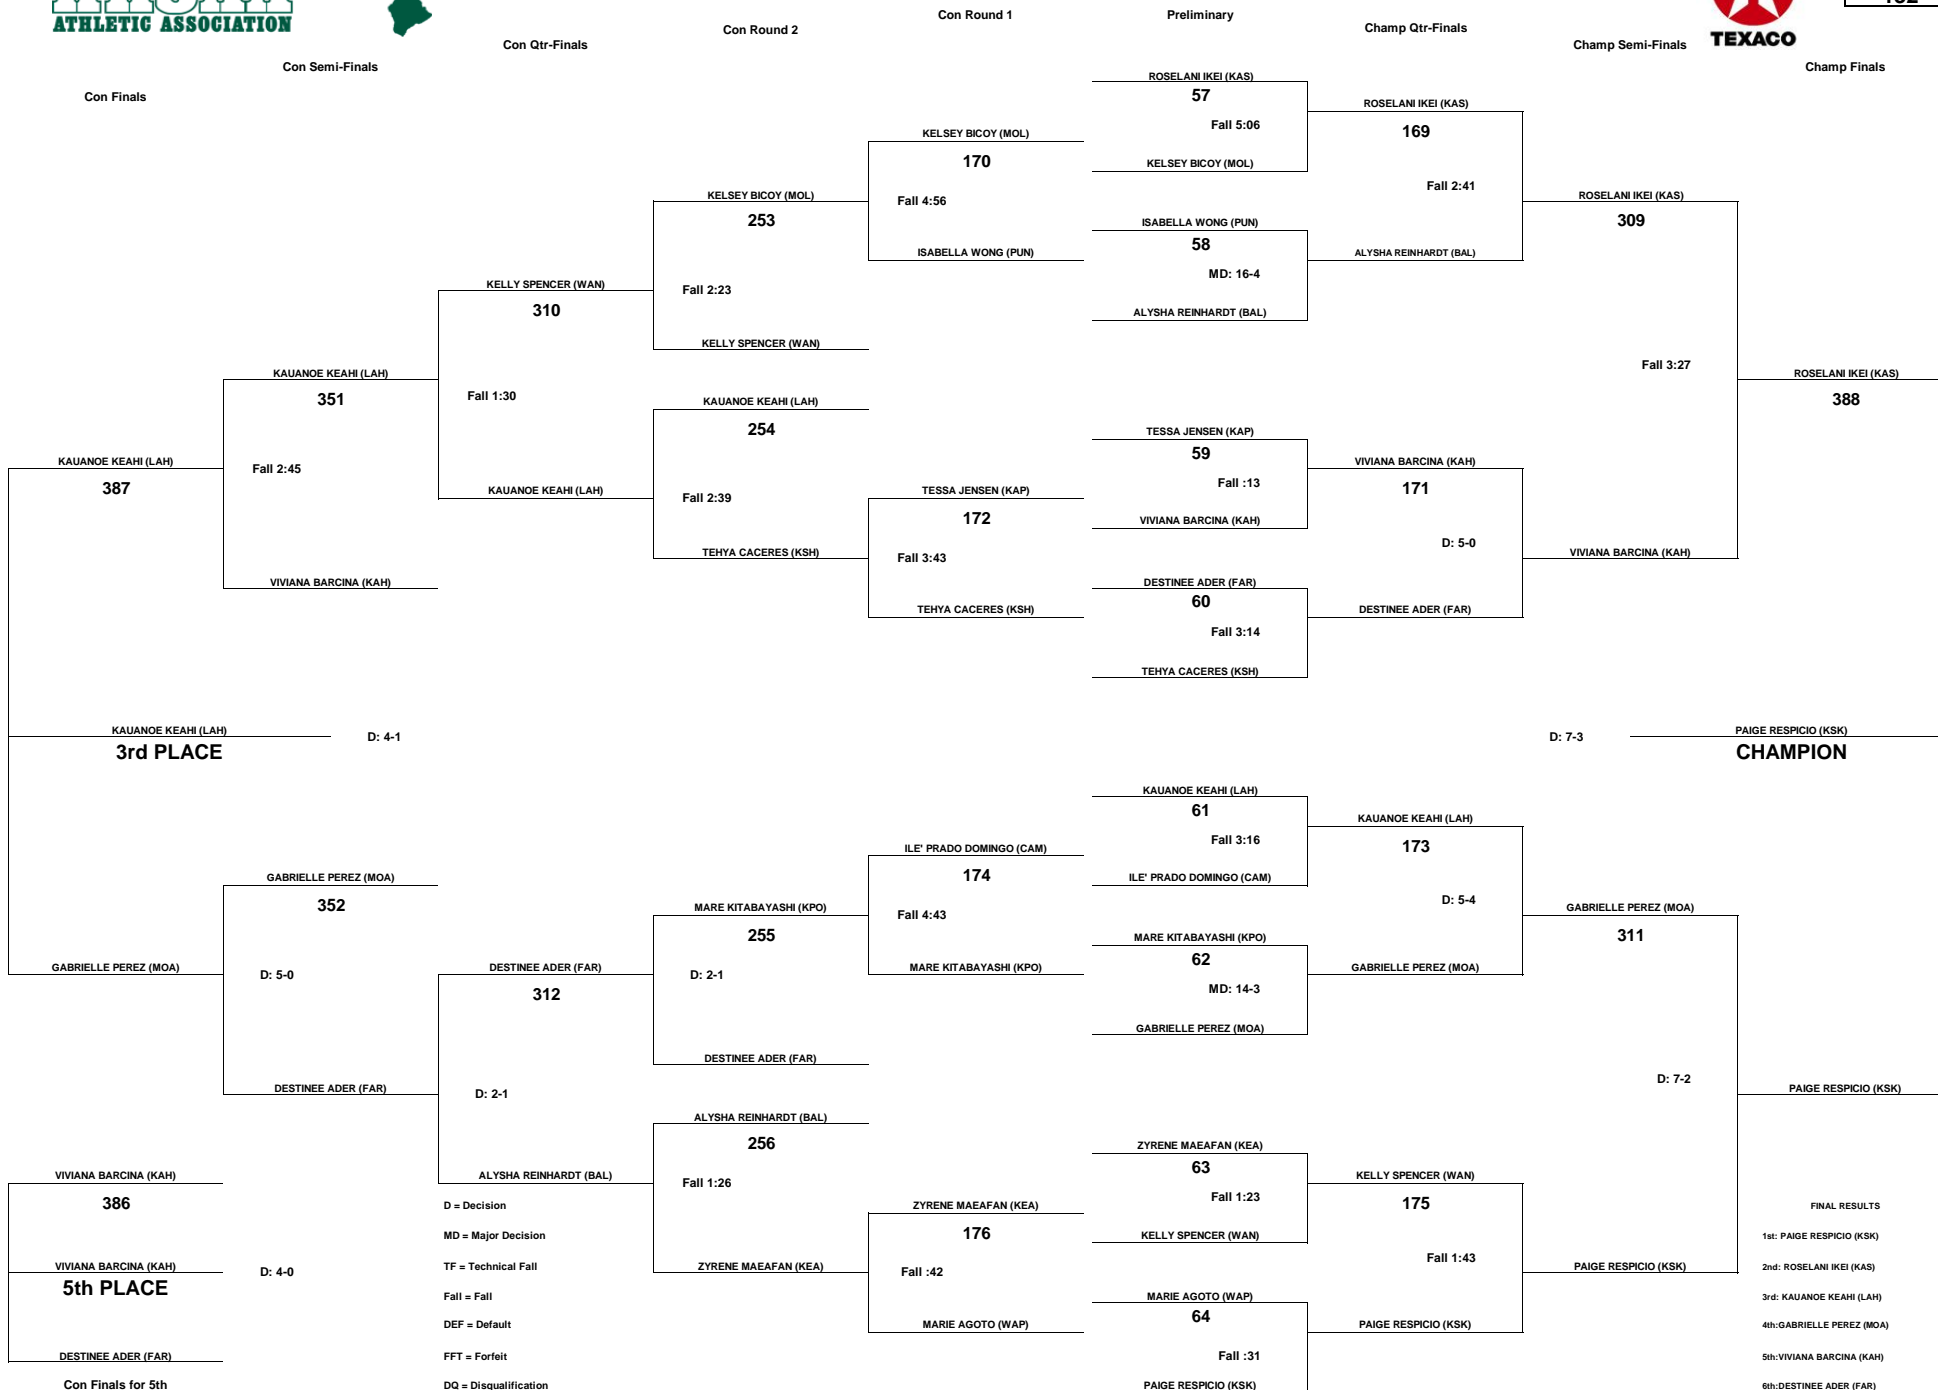 ATHLETIC ASSOCIATION
TEXACO
Con Finals
Con Semi-Finals
Con Qtr-Finals
Con Round 2
Con Round 1
Preliminary
Champ Qtr-Finals
Champ Semi-Finals
Champ Finals
KAUANOE KEAHI (LAH)
387
GABRIELLE PEREZ (MOA)
KAUANOE KEAHI (LAH)
3rd PLACE
D: 4-1
VIVIANA BARCINA (KAH)
386
VIVIANA BARCINA (KAH)
5th PLACE
D: 4-0
DESTINEE ADER (FAR)
Con Finals for 5th
KAUANOE KEAHI (LAH)
351
Fall 2:45
VIVIANA BARCINA (KAH)
GABRIELLE PEREZ (MOA)
352
D: 5-0
DESTINEE ADER (FAR)
KELLY SPENCER (WAN)
310
Fall 1:30
KAUANOE KEAHI (LAH)
DESTINEE ADER (FAR)
312
D: 2-1
ALYSHA REINHARDT (BAL)
D = Decision
MD = Major Decision
TF = Technical Fall
Fall = Fall
DEF = Default
FFT = Forfeit
DQ = Disqualification
KELSEY BICOY (MOL)
253
Fall 2:23
KELLY SPENCER (WAN)
KAUANOE KEAHI (LAH)
254
Fall 2:39
TEHYA CACERES (KSH)
MARE KITABAYASHI (KPO)
255
D: 2-1
DESTINEE ADER (FAR)
ALYSHA REINHARDT (BAL)
256
Fall 1:26
ZYRENE MAEAFAN (KEA)
KELSEY BICOY (MOL)
170
Fall 4:56
ISABELLA WONG (PUN)
TESSA JENSEN (KAP)
172
Fall 3:43
TEHYA CACERES (KSH)
ILE' PRADO DOMINGO (CAM)
174
Fall 4:43
MARE KITABAYASHI (KPO)
ZYRENE MAEAFAN (KEA)
176
Fall :42
MARIE AGOTO (WAP)
ROSELANI IKEI (KAS)
57
Fall 5:06
KELSEY BICOY (MOL)
ISABELLA WONG (PUN)
58
MD: 16-4
ALYSHA REINHARDT (BAL)
TESSA JENSEN (KAP)
59
Fall :13
VIVIANA BARCINA (KAH)
DESTINEE ADER (FAR)
60
Fall 3:14
TEHYA CACERES (KSH)
KAUANOE KEAHI (LAH)
61
Fall 3:16
ILE' PRADO DOMINGO (CAM)
MARE KITABAYASHI (KPO)
62
MD: 14-3
GABRIELLE PEREZ (MOA)
ZYRENE MAEAFAN (KEA)
63
Fall 1:23
KELLY SPENCER (WAN)
MARIE AGOTO (WAP)
64
Fall :31
PAIGE RESPICIO (KSK)
ROSELANI IKEI (KAS)
169
Fall 2:41
ALYSHA REINHARDT (BAL)
VIVIANA BARCINA (KAH)
171
D: 5-0
DESTINEE ADER (FAR)
KAUANOE KEAHI (LAH)
173
D: 5-4
GABRIELLE PEREZ (MOA)
KELLY SPENCER (WAN)
175
Fall 1:43
PAIGE RESPICIO (KSK)
ROSELANI IKEI (KAS)
309
Fall 3:27
VIVIANA BARCINA (KAH)
GABRIELLE PEREZ (MOA)
311
D: 7-2
PAIGE RESPICIO (KSK)
ROSELANI IKEI (KAS)
388
D: 7-3
PAIGE RESPICIO (KSK)
CHAMPION
PAIGE RESPICIO (KSK)
FINAL RESULTS
1st: PAIGE RESPICIO (KSK)
2nd: ROSELANI IKEI (KAS)
3rd: KAUANOE KEAHI (LAH)
4th:GABRIELLE PEREZ (MOA)
5th:VIVIANA BARCINA (KAH)
6th:DESTINEE ADER (FAR)